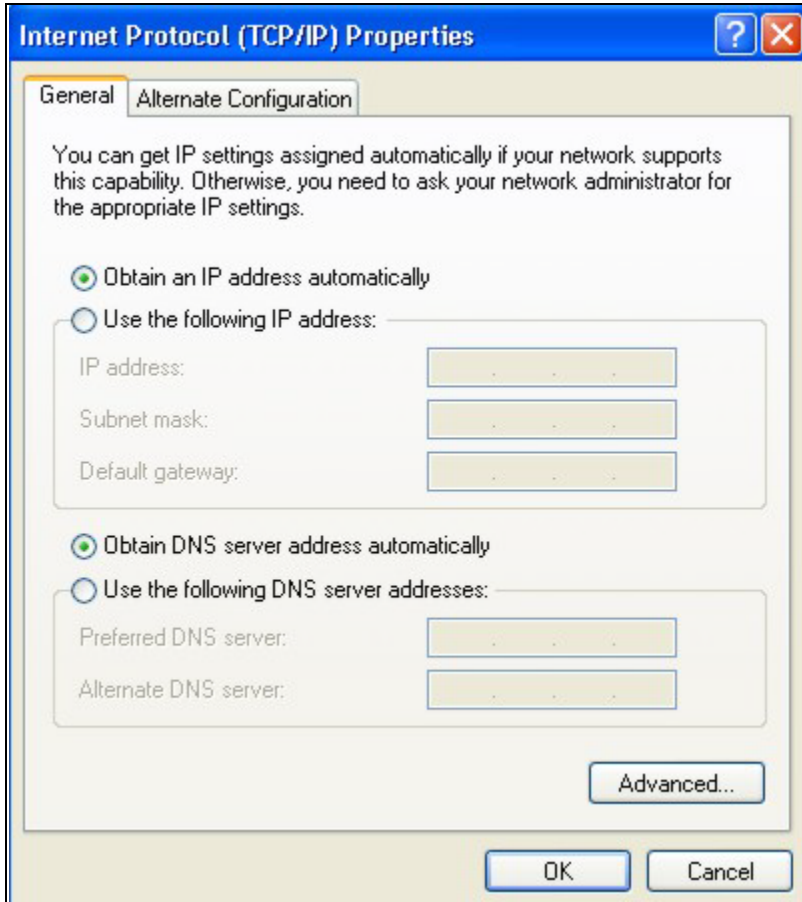 Internet Protocol (TCP/IP) Properties
General
Alternate Configuration
You can get IP settings assigned automatically if your network supports
this capability. Otherwise, you need to ask your network administrator for
the appropriate IP settings.
Obtain an IP address automatically
Use the following IP address:
IP address:
Subnet mask:
Default gateway:
Obtain DNS server address automatically
Use the following DNS server addresses:
Preferred DNS server:
Alternate DNS server:
Advanced...
OK
Cancel